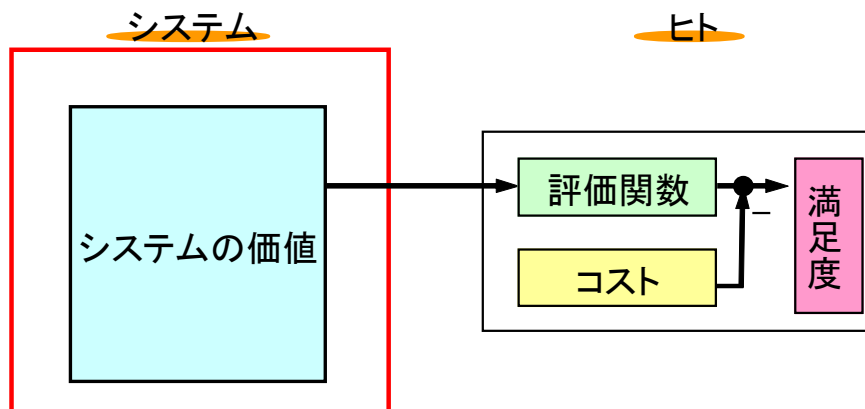 システム
ヒト
システムの価値
評価関数
−
コスト
満足度